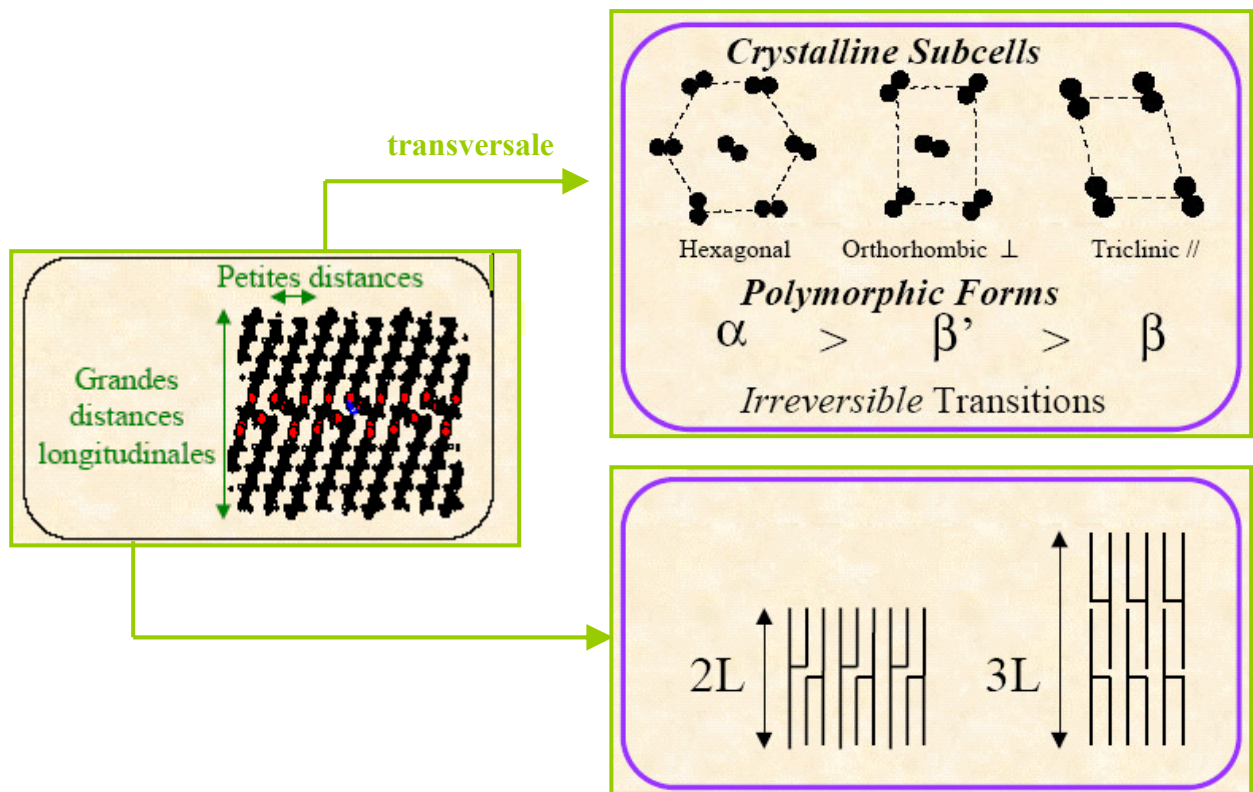 Crystalline Subcells
transversale
Hexagonal
Orthorhombic ⊥
Triclinic //
Polymorphic Forms
α > β’ > β
Irreversible Transitions
Petites distances
Grandes
distances
longitudinales
2L
3L